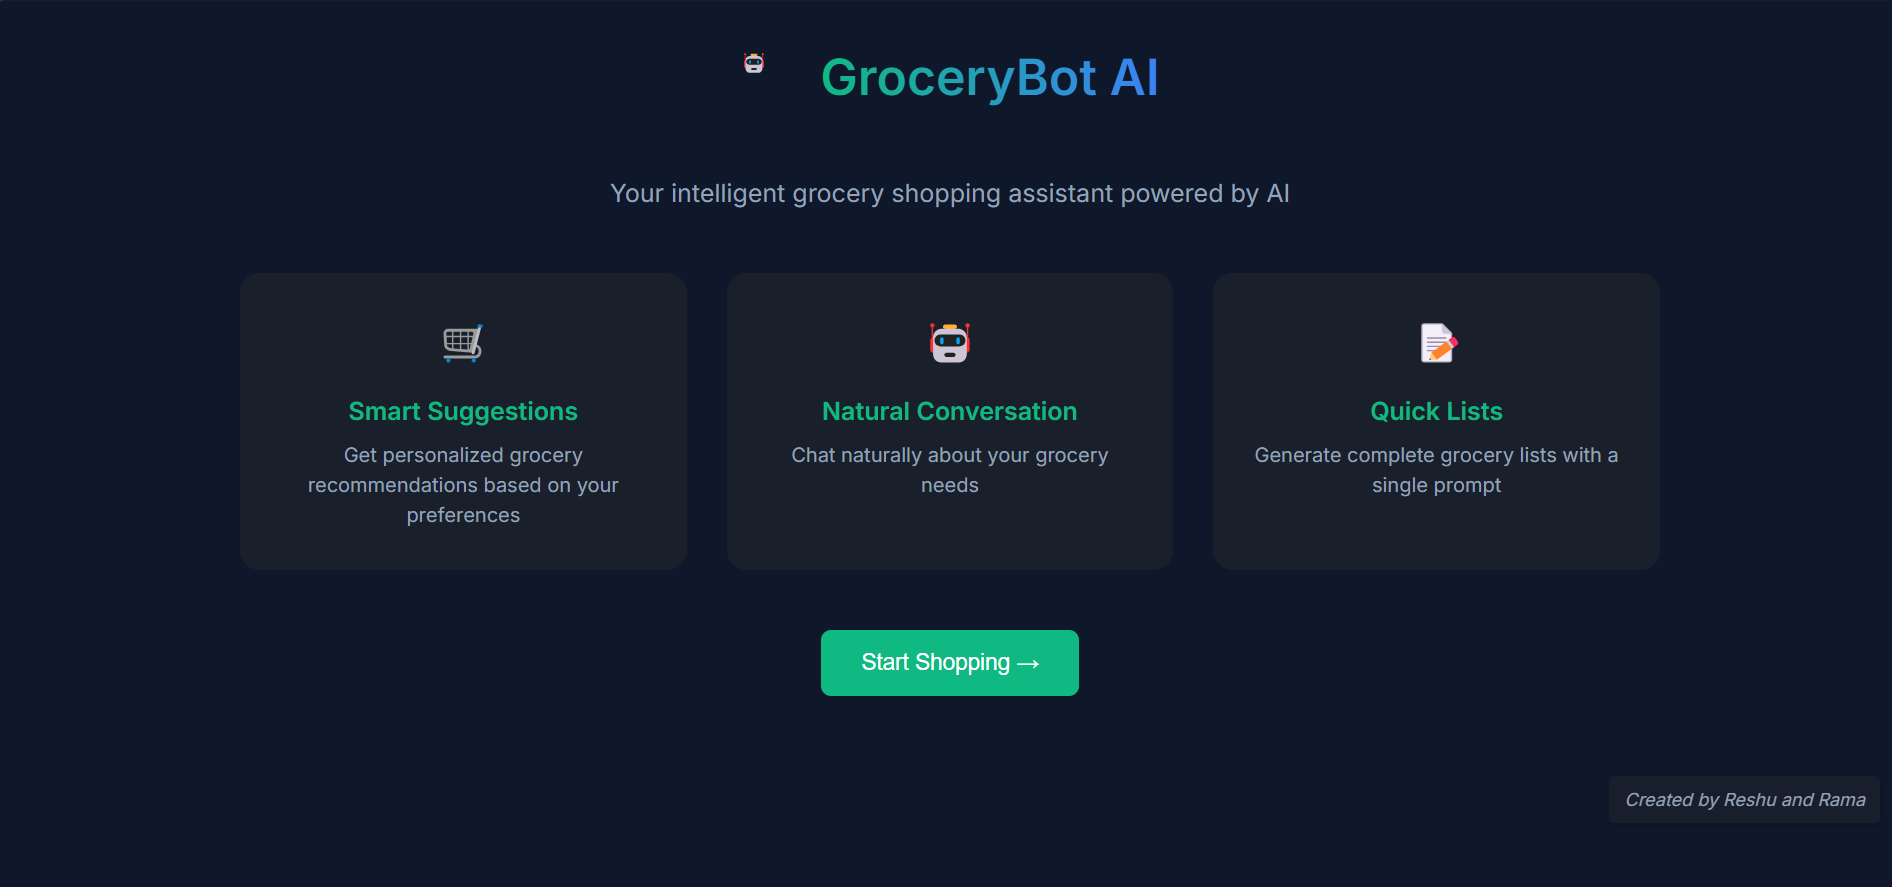 GroceryBot AI
Your intelligent grocery shopping assistant powered by AI
Smart Suggestions
Get personalized grocery
recommendations based on your
preferences
Natural Conversation
Chat naturally about your grocery
needs
Quick Lists
Generate complete grocery lists with a
single prompt
Start Shopping →
Created by Reshu and Rama